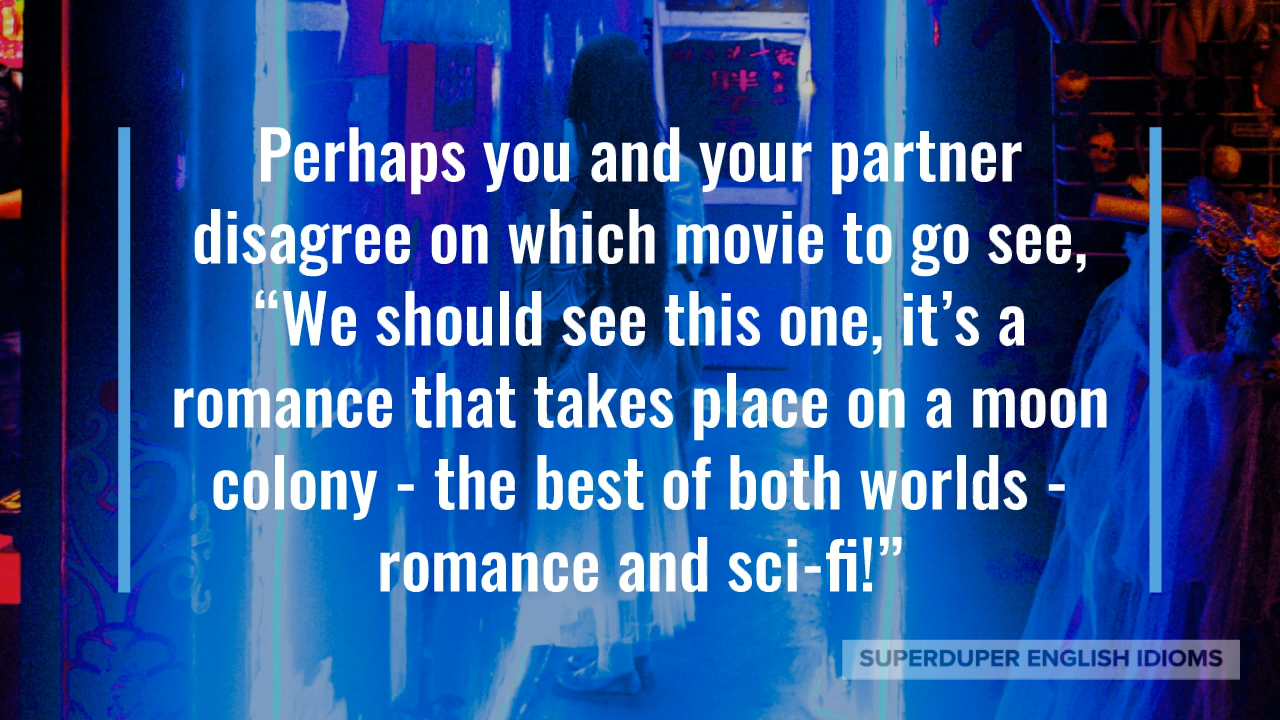 Perhaps you and your partner
disagree on which movie to go see,
“We should see this one, it’s a
romance that takes place on a moon
colony - the best of both worlds -
romance and sci-fi!”
SUPERDUPER ENGLISH IDIOMS